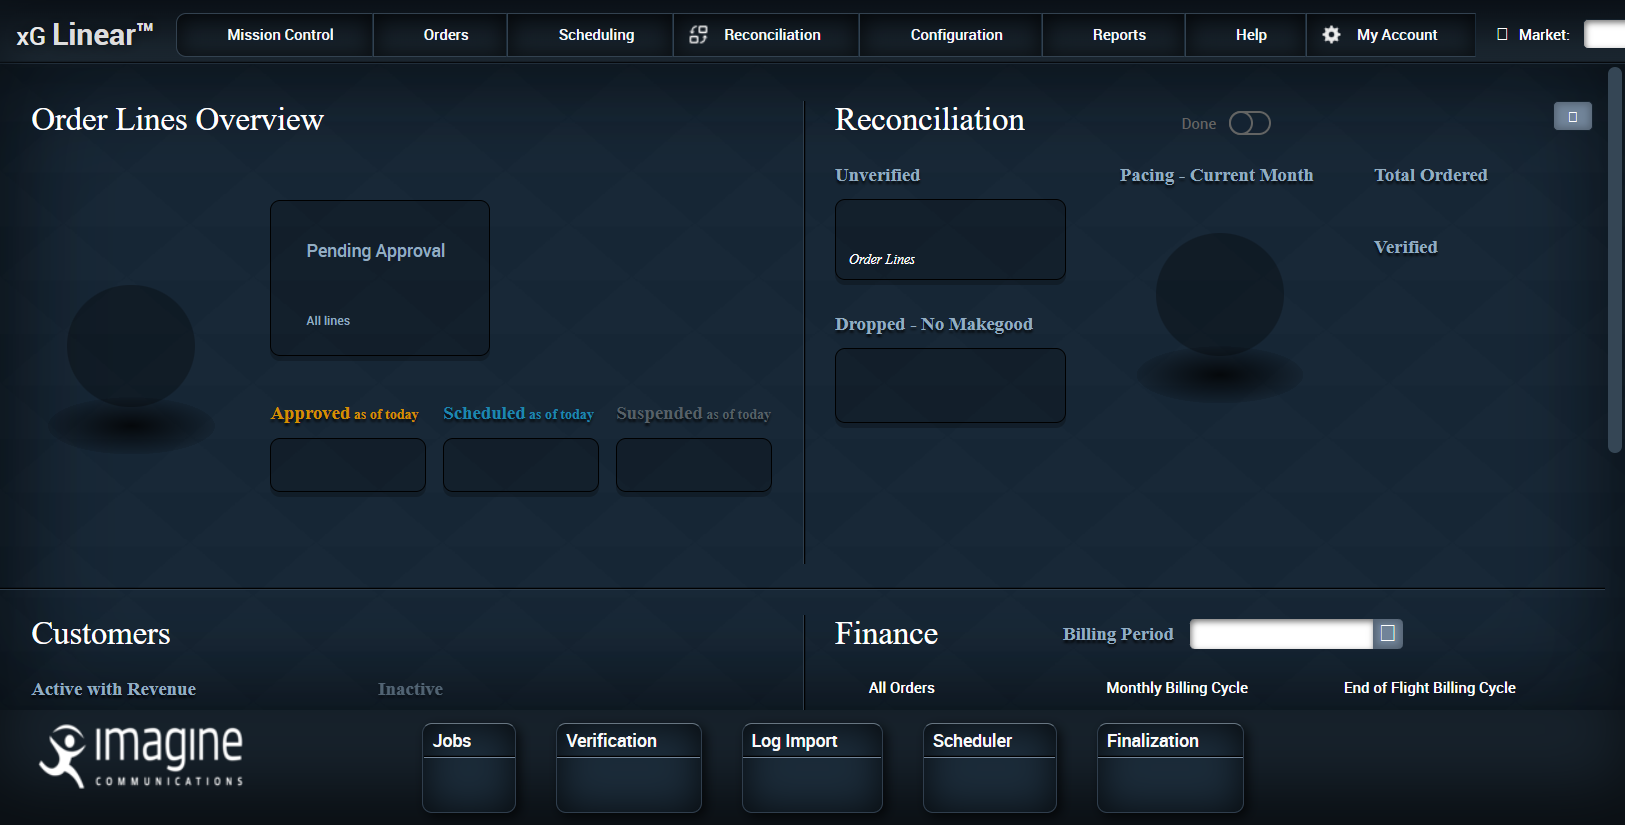 xG Linear™
Mission Control
Orders
Scheduling
Reconciliation
Configuration
Reports
Help
My Account
Market:
Order Lines Overview
Pending Approval
All lines
Approved as of today
Scheduled as of today
Suspended as of today
Reconciliation
Done
Unverified
Order Lines
Dropped - No Makegood
Pacing - Current Month
Total Ordered
Verified
Customers
Active with Revenue
Inactive
Finance
Billing Period
All Orders
Monthly Billing Cycle
End of Flight Billing Cycle
imagine
COMMUNICATIONS
Jobs
Verification
Log Import
Scheduler
Finalization